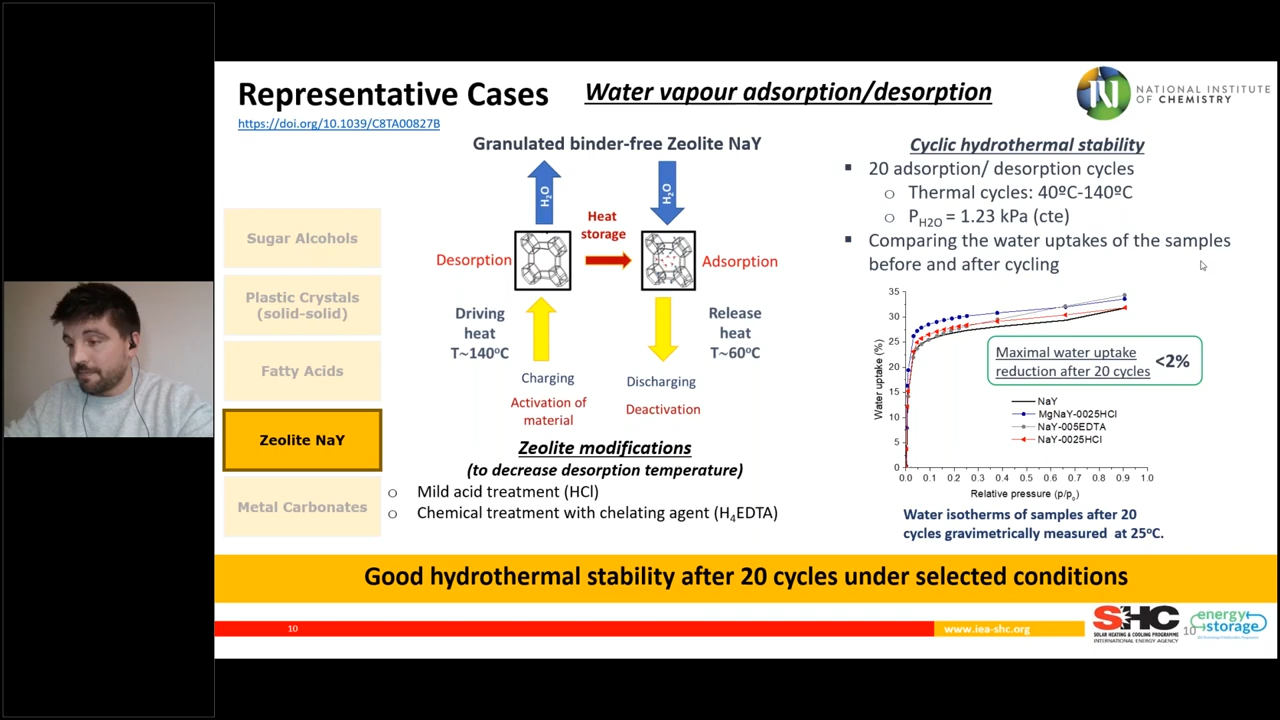 Representative Cases
Water vapour adsorption/desorption
NATIONAL INSTITUTE
OF CHEMISTRY
https://doi.org/10.1039/C8TA00827B
Sugar Alcohols
Plastic Crystals
(solid-solid)
Fatty Acids
Zeolite NaY
Metal Carbonates
Granulated binder-free Zeolite NaY
H₂O
H₂O
Heat
storage
Desorption
Adsorption
Driving
heat
T~140ºC
Release
heat
T~60ºC
Charging
Discharging
Activation of
material
Deactivation
Zeolite modifications
(to decrease desorption temperature)
o Mild acid treatment (HCl)
o Chemical treatment with chelating agent (H₄EDTA)
Cyclic hydrothermal stability
▪ 20 adsorption/ desorption cycles
o Thermal cycles: 40ºC-140ºC
o P_H2O = 1.23 kPa (cte)
▪ Comparing the water uptakes of the samples
before and after cycling
Water uptake (%)
35
30
25
20
15
10
5
0
Maximal water uptake
reduction after 20 cycles <2%
NaY
MgNaY-0025HCl
NaY-005EDTA
NaY-0025HCl
0.0 0.1 0.2 0.3 0.4 0.5 0.6 0.7 0.8 0.9 1.0
Relative pressure (p/p₀)
Water isotherms of samples after 20
cycles gravimetrically measured at 25ºC.
Good hydrothermal stability after 20 cycles under selected conditions
10
www.iea-shc.org
SHC
SOLAR HEATING & COOLING PROGRAMME
INTERNATIONAL ENERGY AGENCY
10
energy
storage